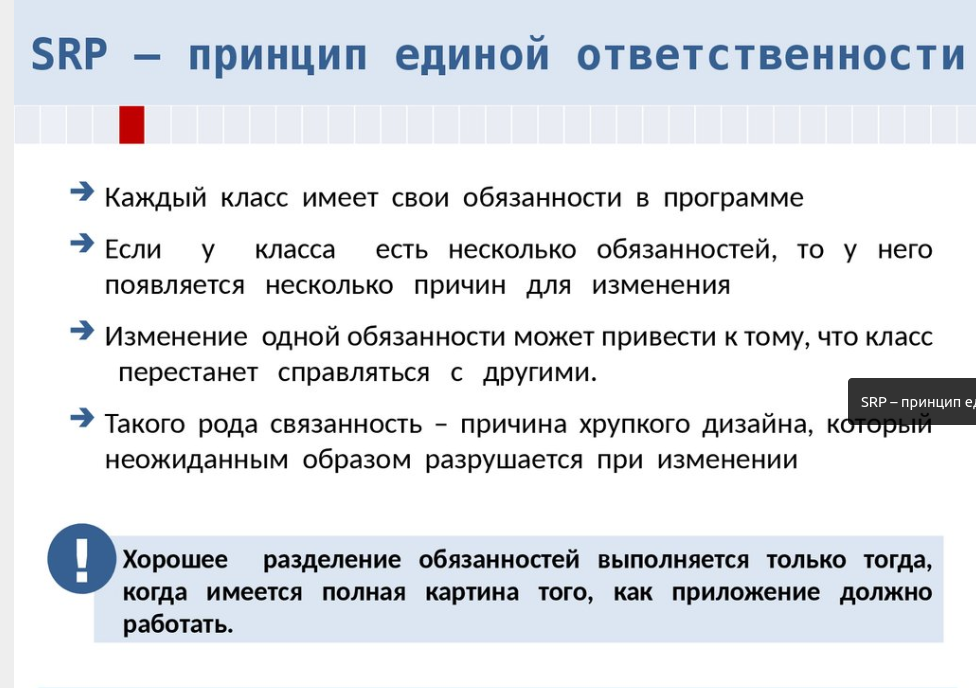 SRP – принцип единой ответственности
Каждый класс имеет свои обязанности в программе
Если у класса есть несколько обязанностей, то у него
появляется несколько причин для изменения
Изменение одной обязанности может привести к тому, что класс
перестанет справляться с другими.
SRP – принцип
Такого рода связанность – причина хрупкого дизайна, который
неожиданным образом разрушается при изменении
! Хорошее разделение обязанностей выполняется только тогда,
когда имеется полная картина того, как приложение должно
работать.